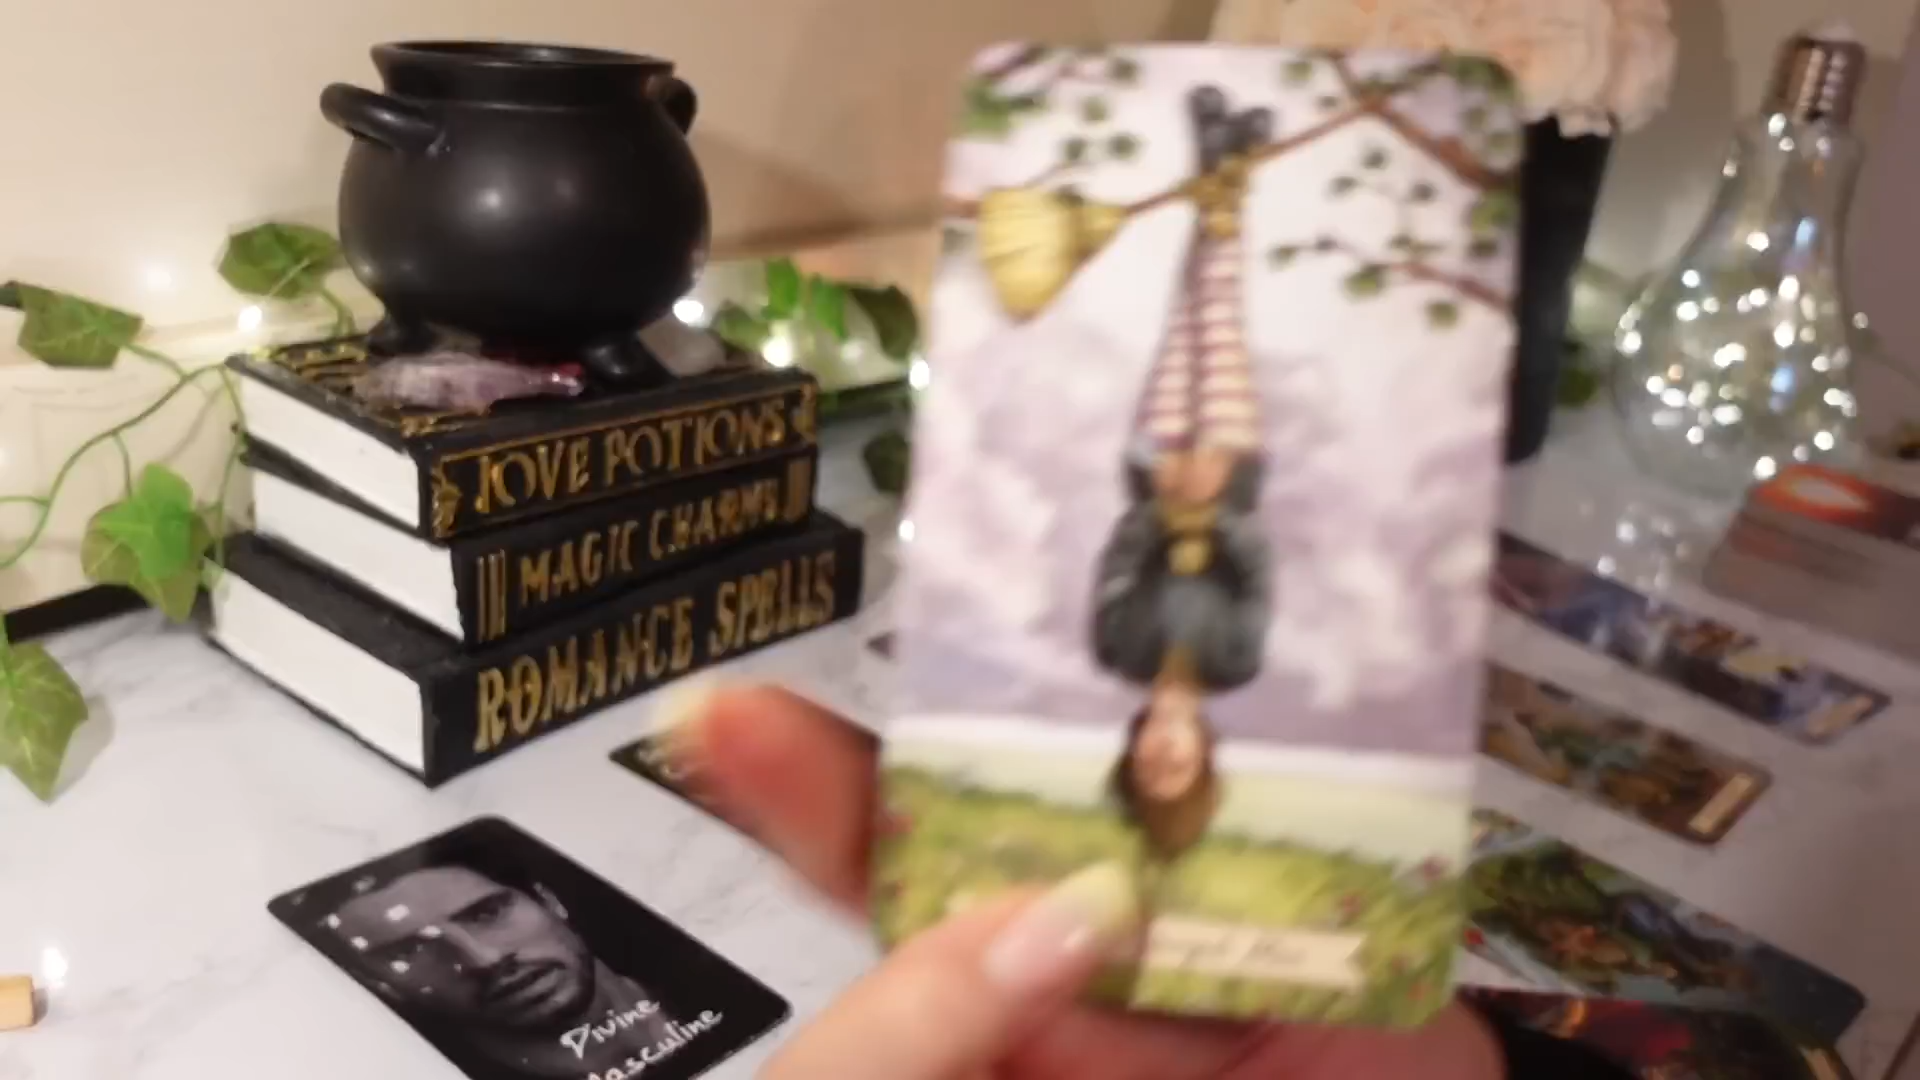 LOVE POTIONS
MAGIC CHARMS
ROMANCE SPELLS
Divine
Masculine